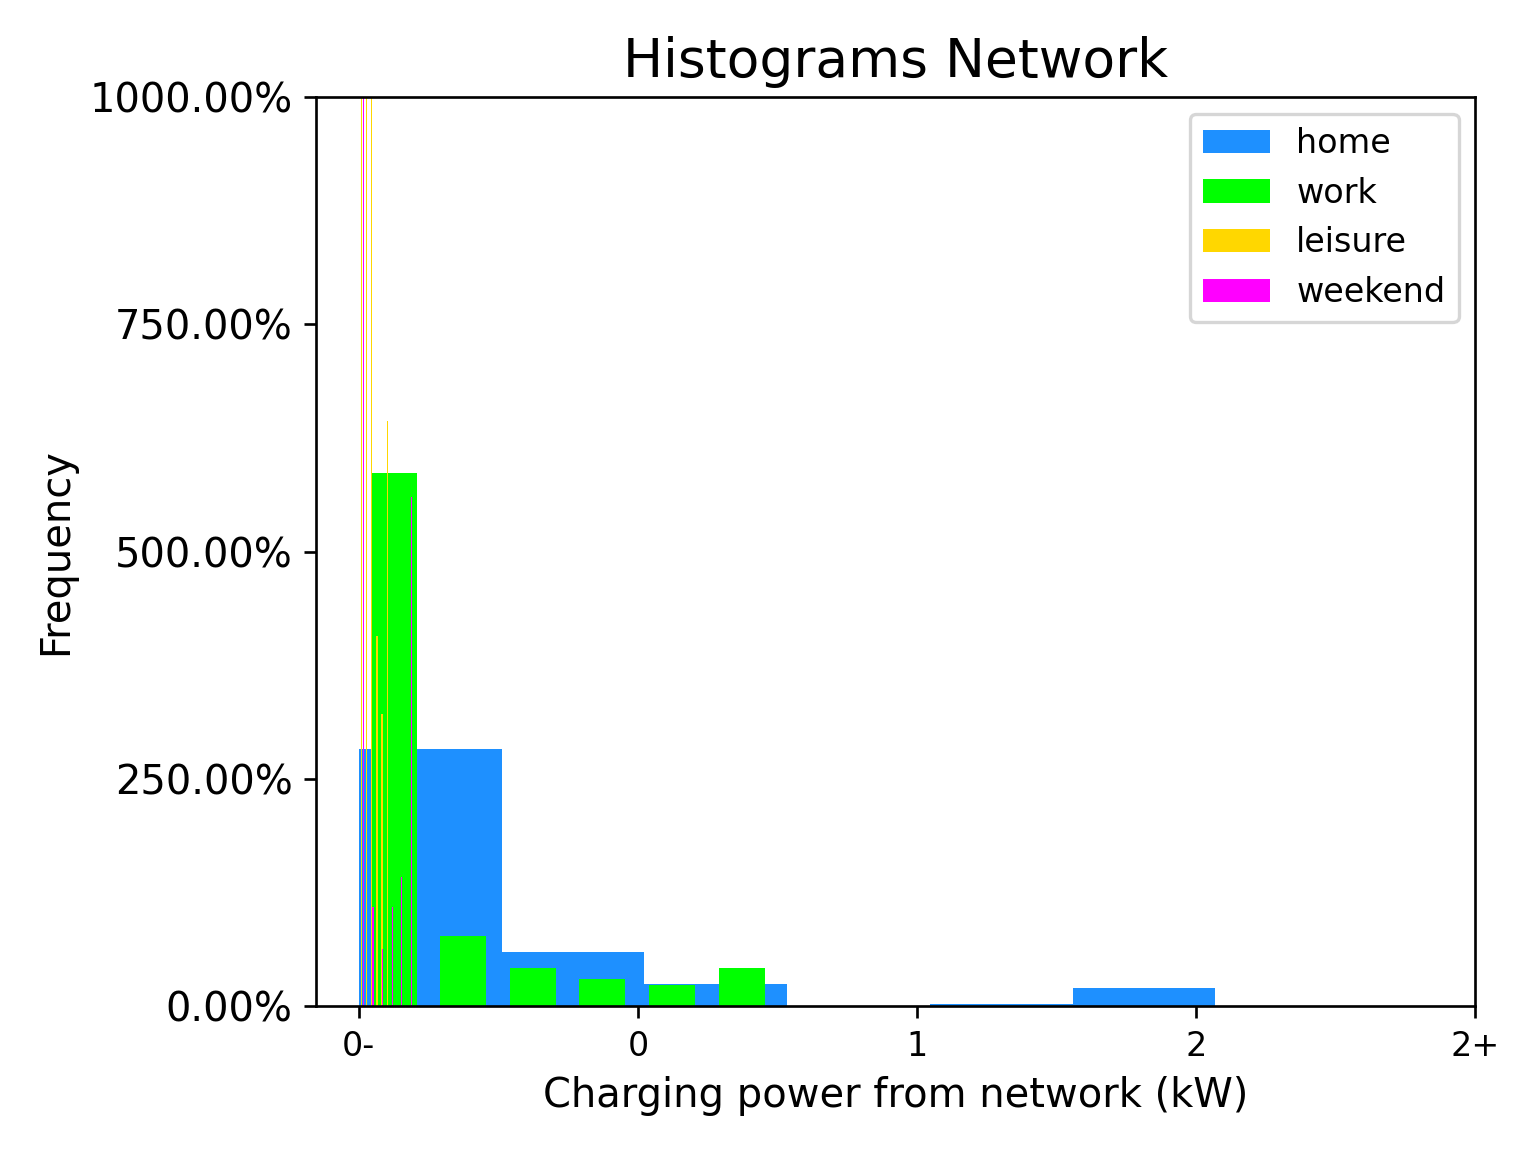 Histograms Network
1000.00%
750.00%
500.00%
250.00%
0.00%
Frequency
home
work
leisure
weekend
0- 0 1 2 2+
Charging power from network (kW)